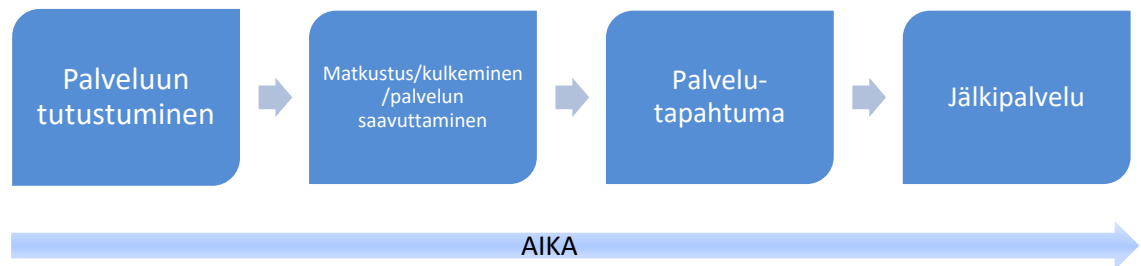 Palveluun
tutustuminen
Matkustus/kulkeminen
/palvelun
saavuttaminen
Palvelu-
tapahtuma
Jälkipalvelu
AIKA